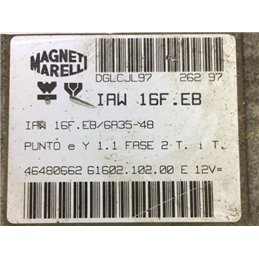 MAGNETI
MARELLI
DGLCJL97 262 97
IAW 16F.EB
IAW 16F.EB/6A35-48
PUNTO e Y 1.1 FASE 2 T. i T.
46480662 61602.102.00 E 12V=